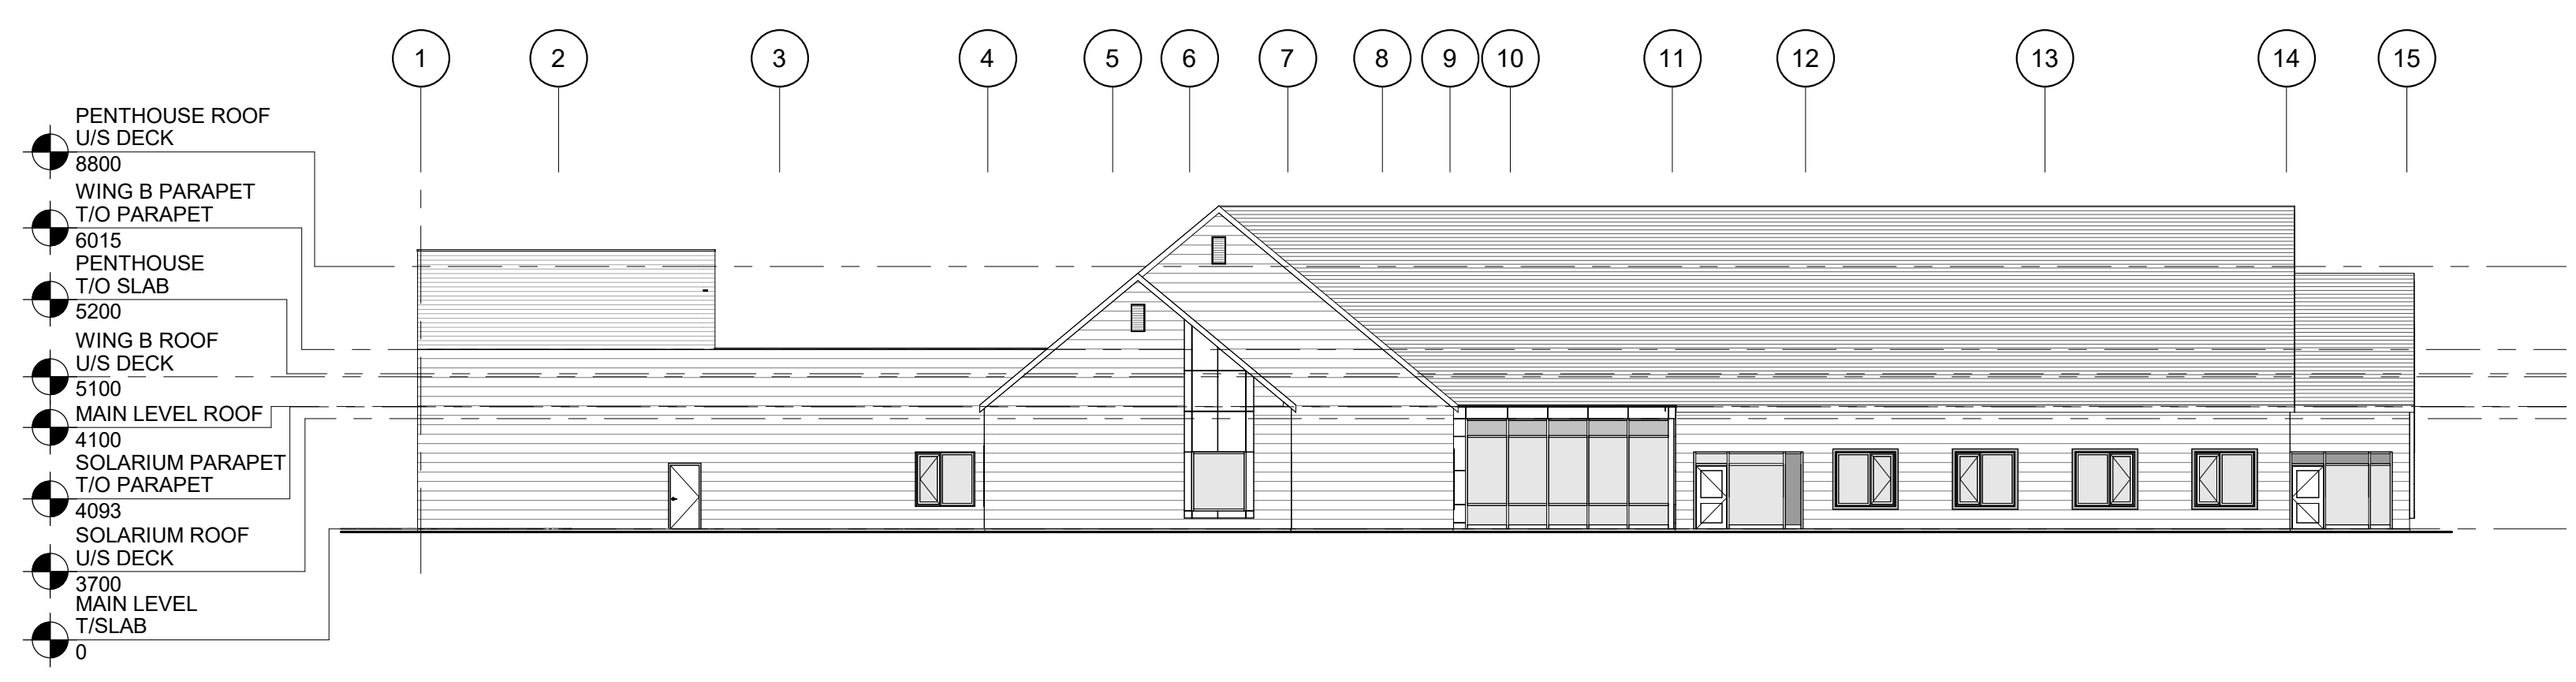 1 2 3 4 5 6 7 8 9 10 11 12 13 14 15
PENTHOUSE ROOF
U/S DECK
8800
WING B PARAPET
T/O PARAPET
6015
PENTHOUSE
T/O SLAB
5200
WING B ROOF
U/S DECK
5100
MAIN LEVEL ROOF
4100
SOLARIUM PARAPET
T/O PARAPET
4093
SOLARIUM ROOF
U/S DECK
3700
MAIN LEVEL
T/SLAB
0